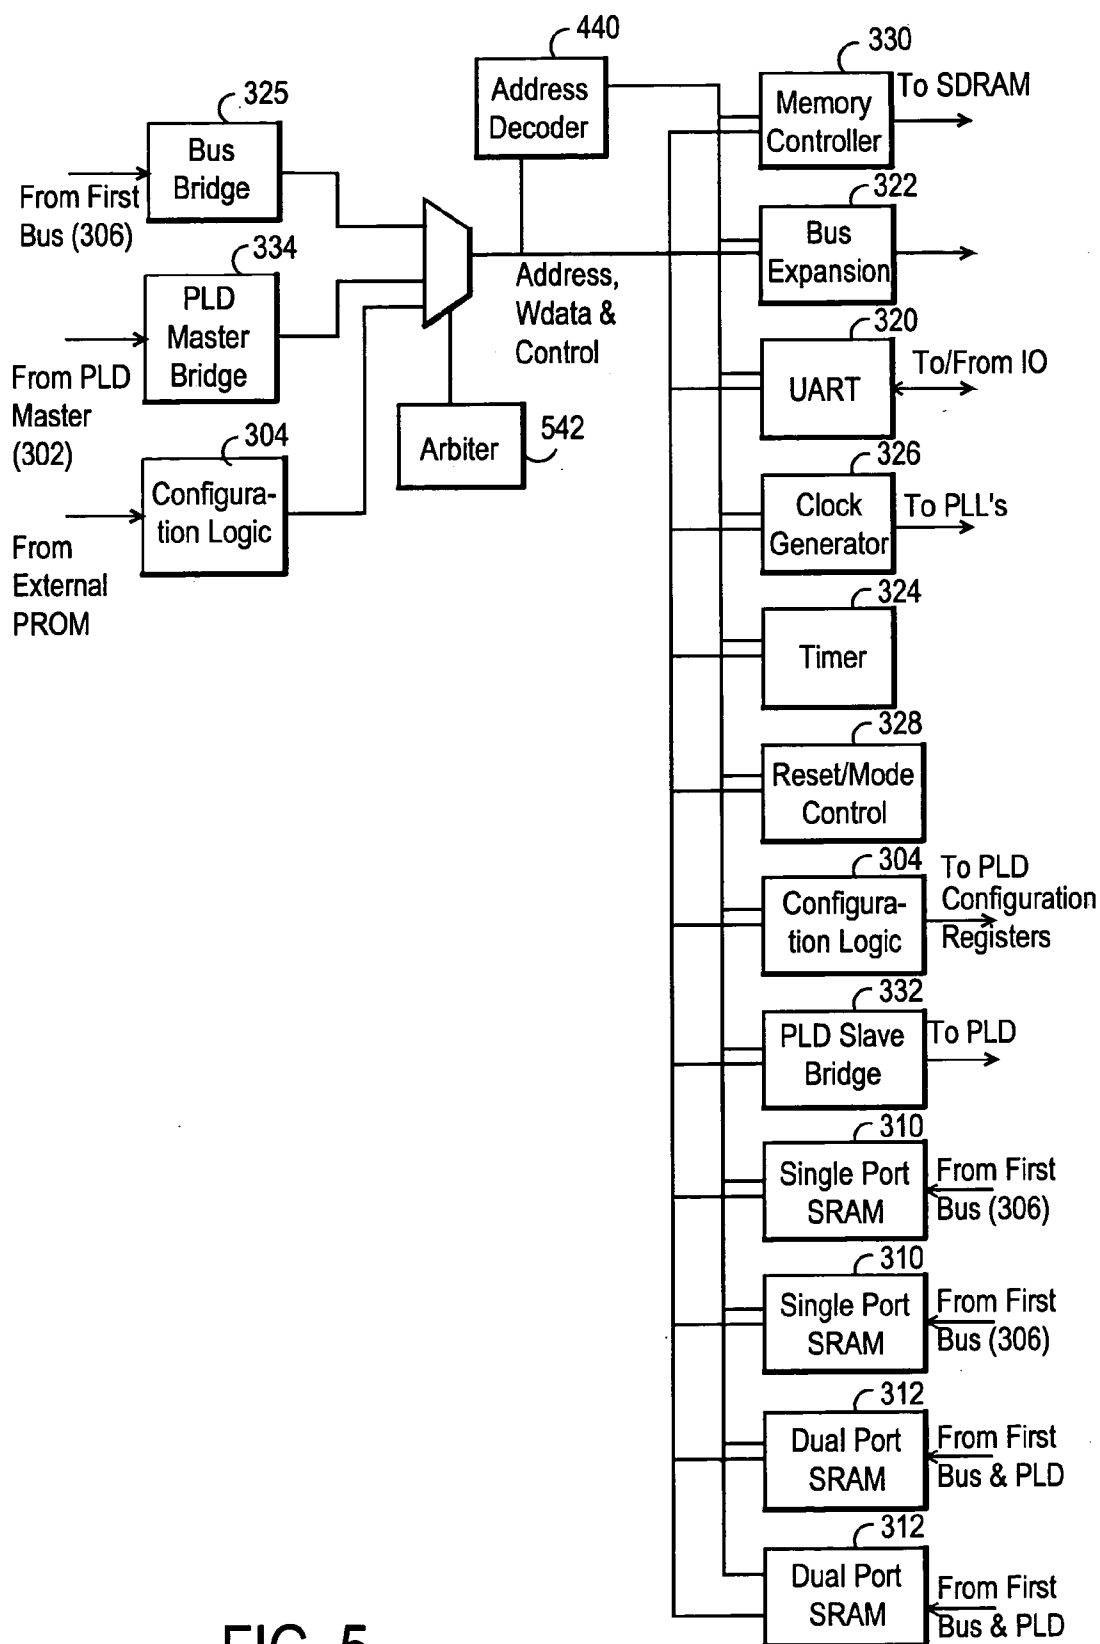 440
Address
Decoder
325
Bus
Bridge
From First
Bus (306)
334
PLD
Master
Bridge
From PLD
Master
(302)
304
Configura-
tion Logic
From
External
PROM
Address,
Wdata &
Control
Arbiter
542
330
Memory
Controller
To SDRAM
322
Bus
Expansion
320
UART
To/From IO
326
Clock
Generator
To PLL's
324
Timer
328
Reset/Mode
Control
304
Configura-
tion Logic
To PLD
Configuration
Registers
332
PLD Slave
Bridge
To PLD
310
Single Port
SRAM
From First
Bus (306)
310
Single Port
SRAM
From First
Bus (306)
312
Dual Port
SRAM
From First
Bus & PLD
312
Dual Port
SRAM
From First
Bus & PLD
FIG. 5